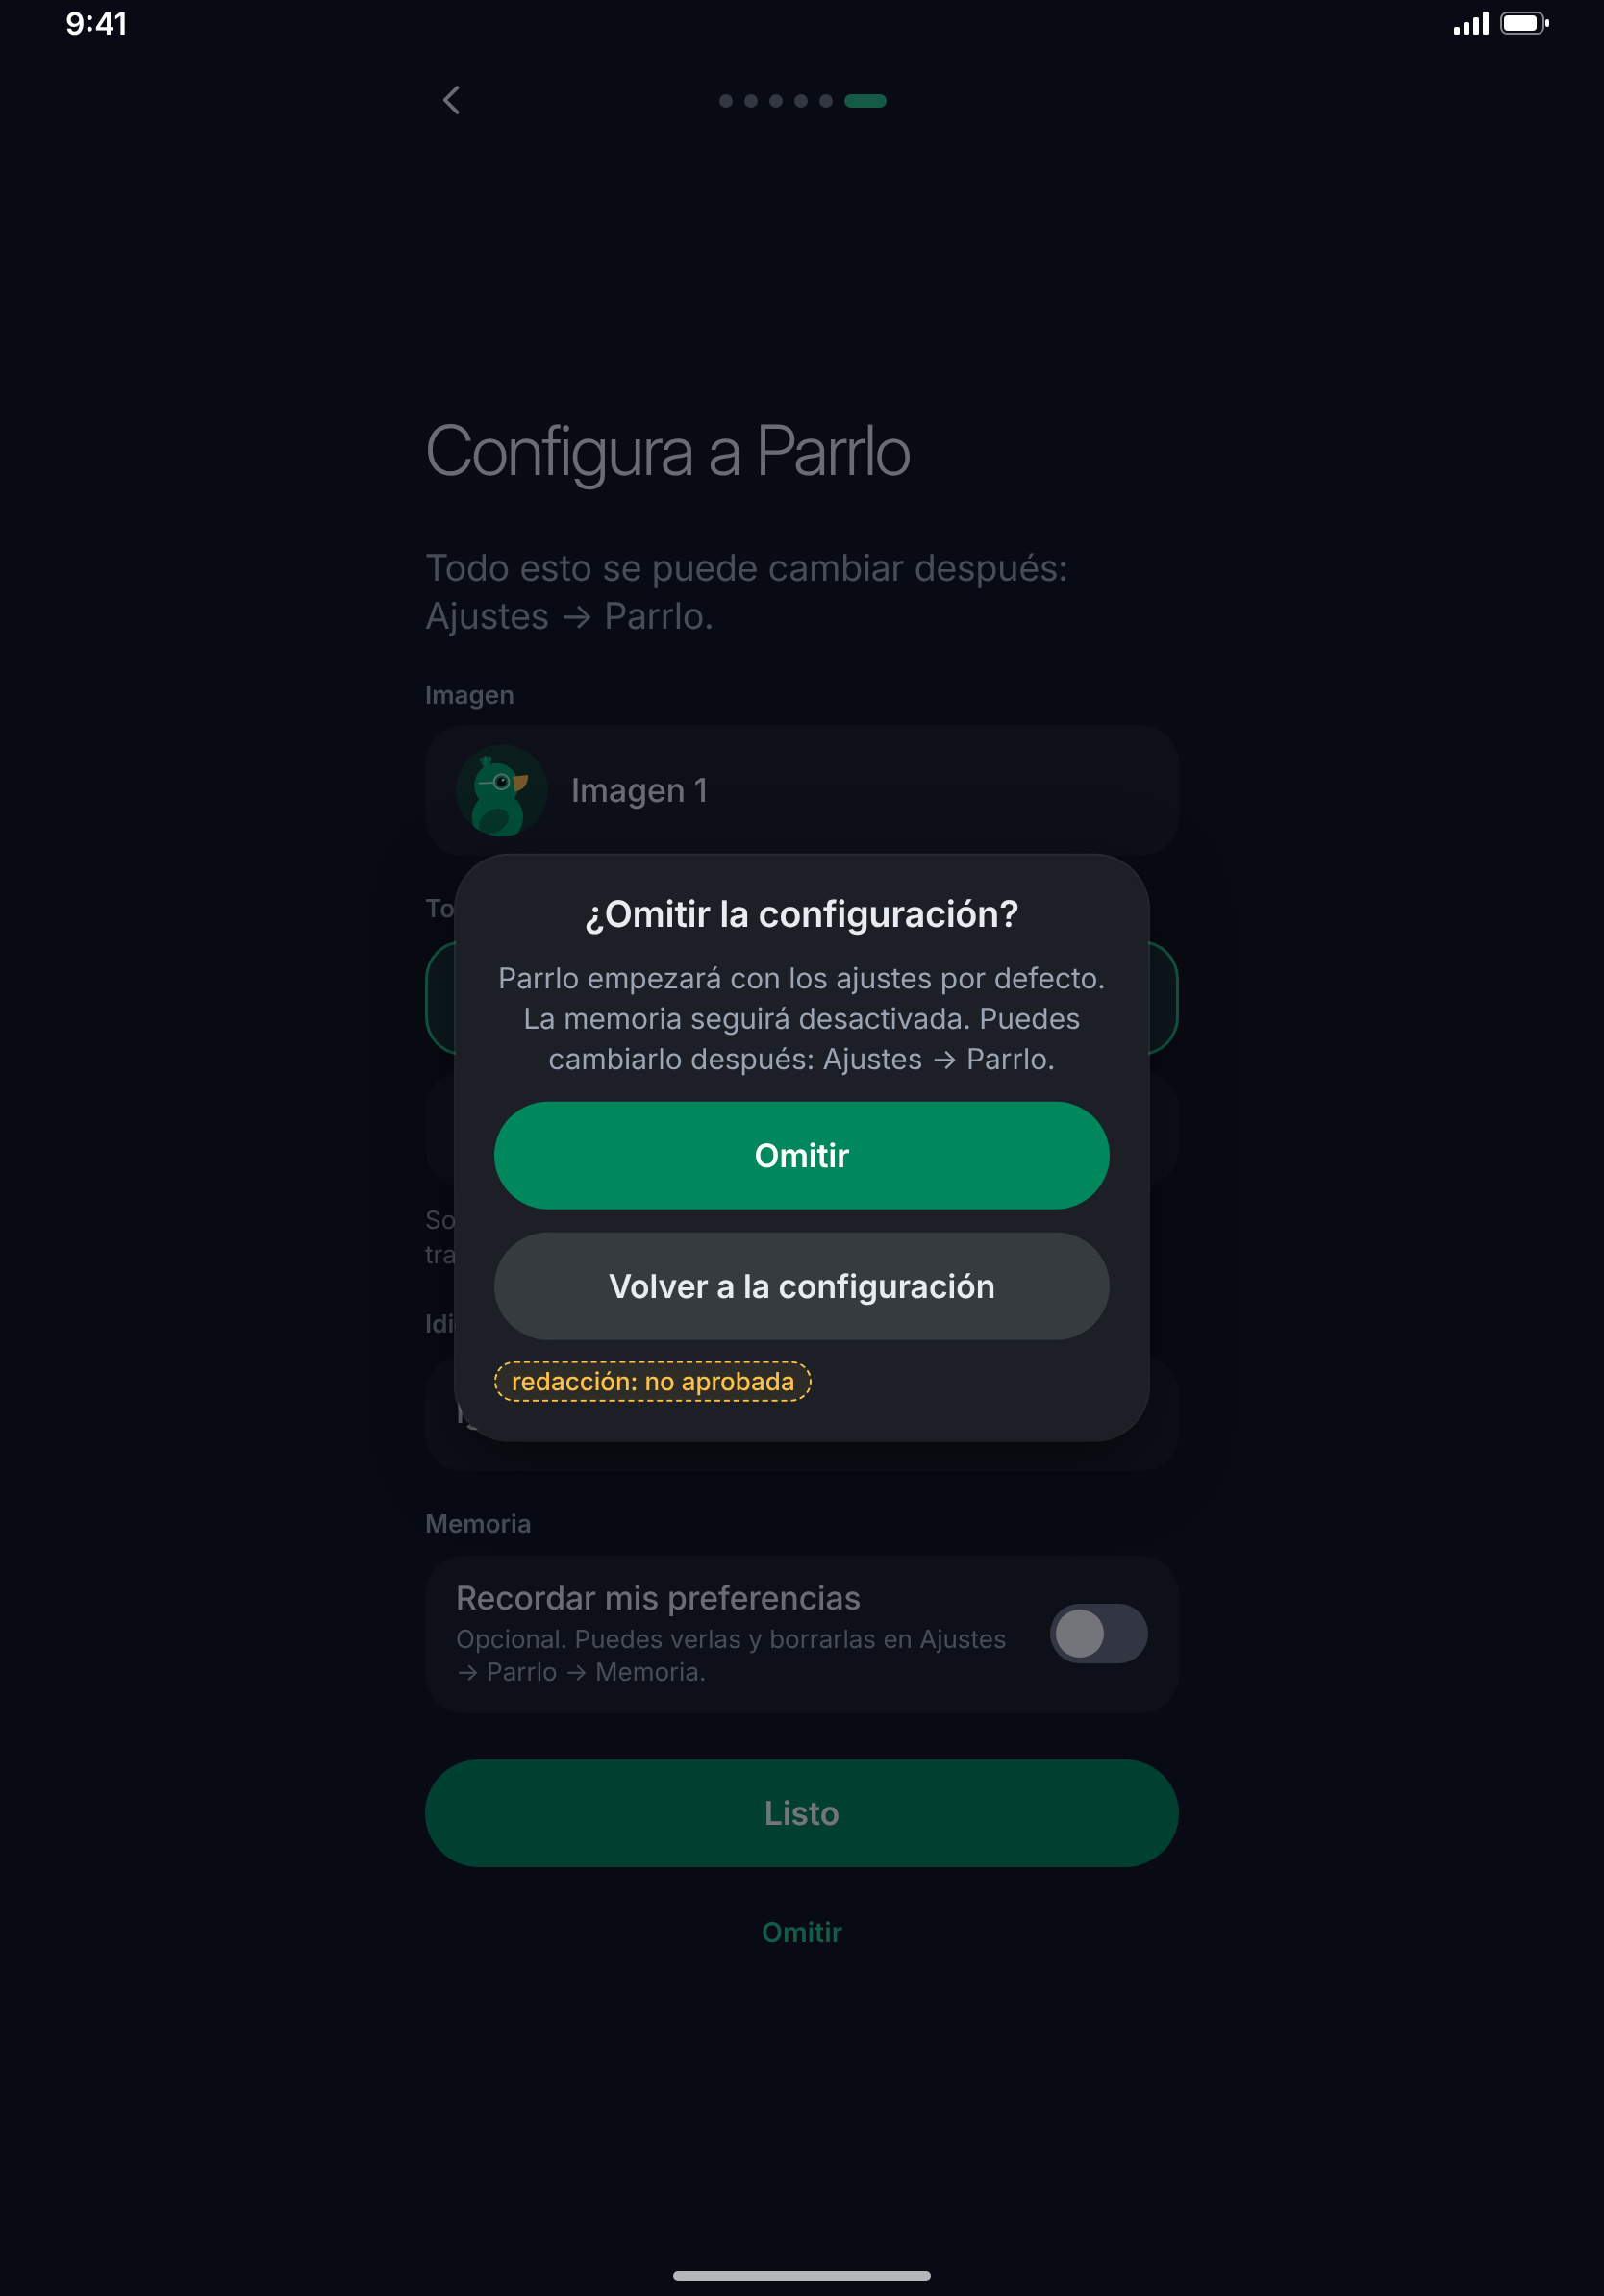 9:41
Configura a Parrlo
Todo esto se puede cambiar después:
Ajustes → Parrlo.
Imagen
Imagen 1
¿Omitir la configuración?
Parrlo empezará con los ajustes por defecto.
La memoria seguirá desactivada. Puedes
cambiarlo después: Ajustes → Parrlo.
Omitir
Volver a la configuración
redacción: no aprobada
Memoria
Recordar mis preferencias
Opcional. Puedes verlas y borrarlas en Ajustes
→ Parrlo → Memoria.
Listo
Omitir